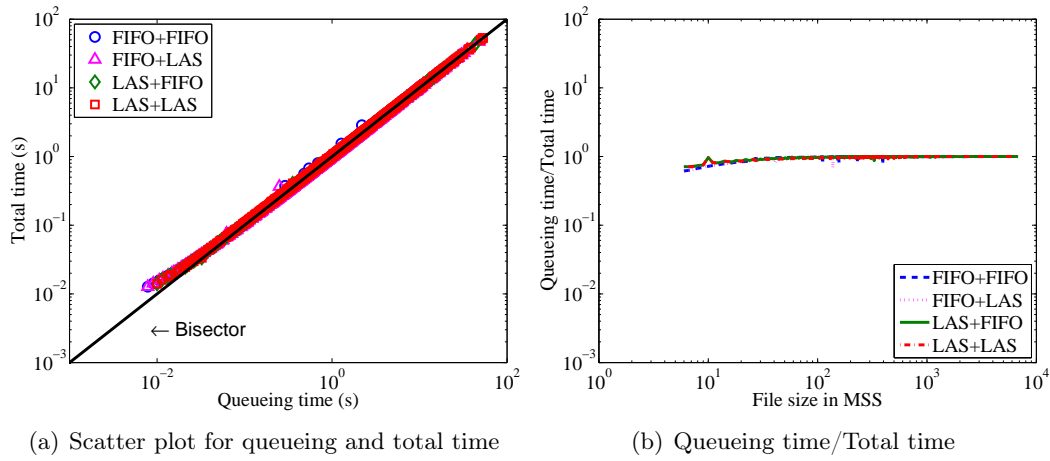 10^2
10^1
10^0
10^-1
10^-2
10^-3
Total time (s)
FIFO+FIFO
FIFO+LAS
LAS+FIFO
LAS+LAS
← Bisector
10^-2
10^0
10^2
Queueing time (s)
(a) Scatter plot for queueing and total time
10^2
10^1
10^0
10^-1
10^-2
10^-3
Queueing time/Total time
FIFO+FIFO
FIFO+LAS
LAS+FIFO
LAS+LAS
10^0
10^1
10^2
10^3
10^4
File size in MSS
(b) Queueing time/Total time